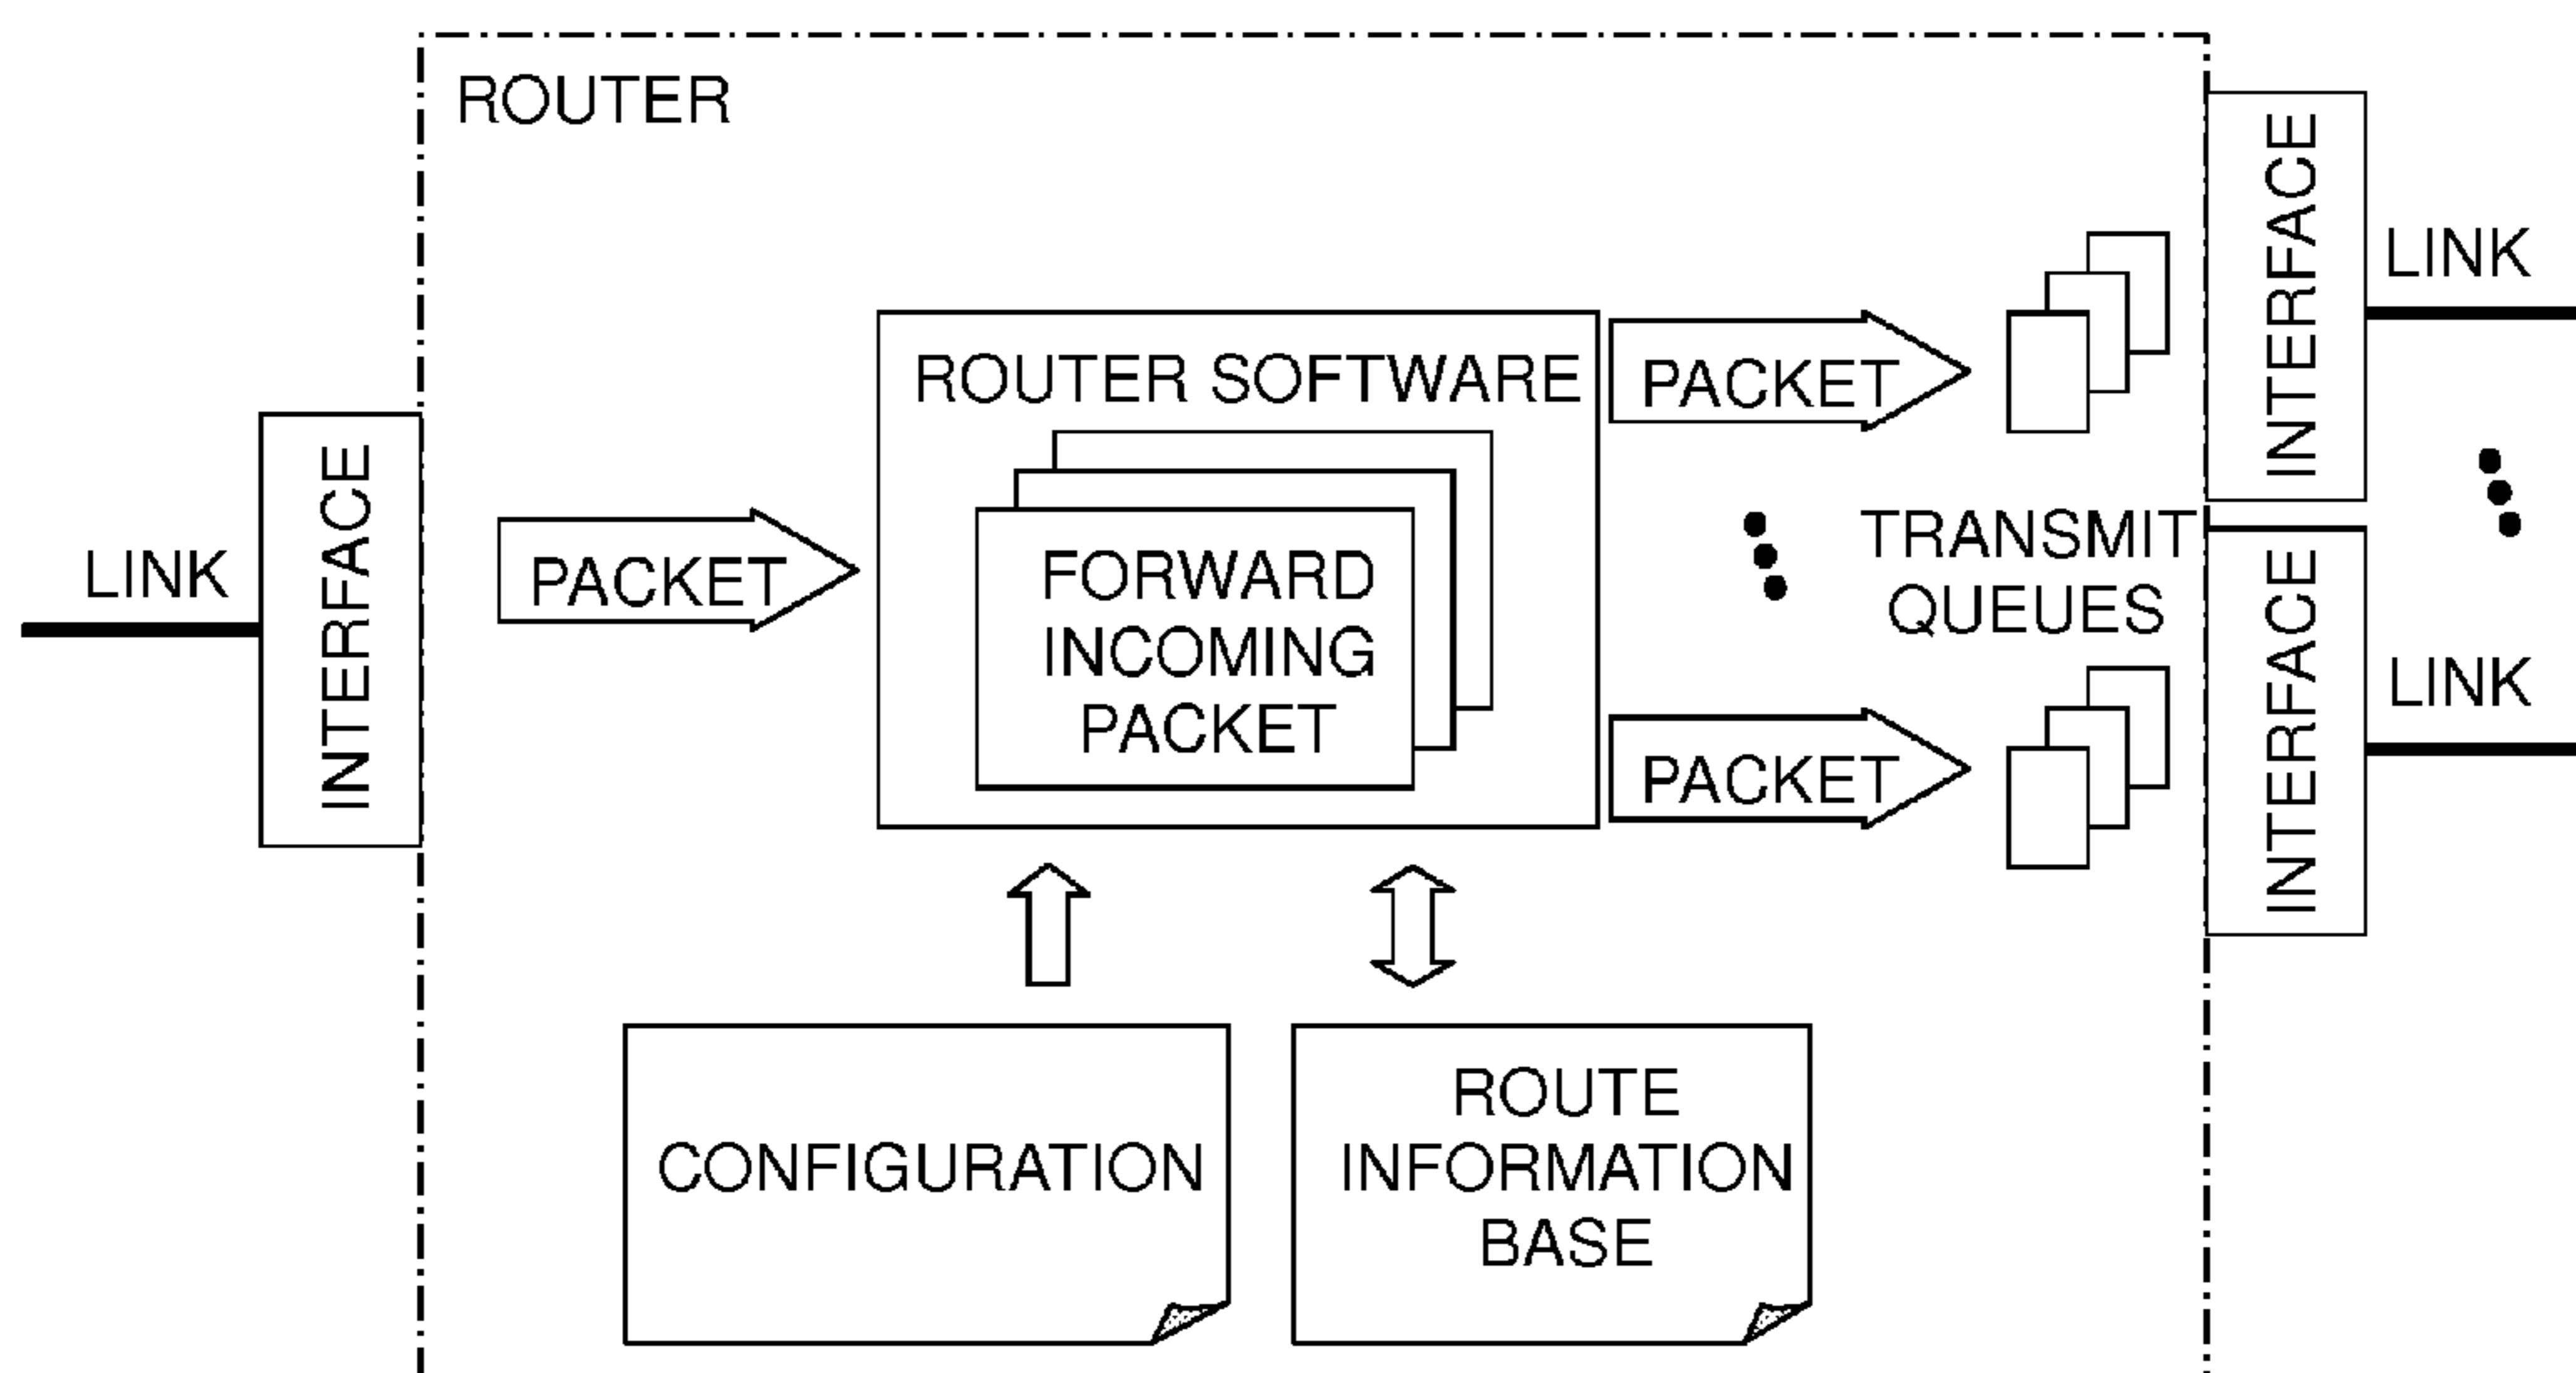 ROUTER
LINK
INTERFACE
PACKET
ROUTER SOFTWARE
FORWARD
INCOMING
PACKET
PACKET
PACKET
TRANSMIT
QUEUES
INTERFACE
LINK
INTERFACE
LINK
CONFIGURATION
ROUTE
INFORMATION
BASE